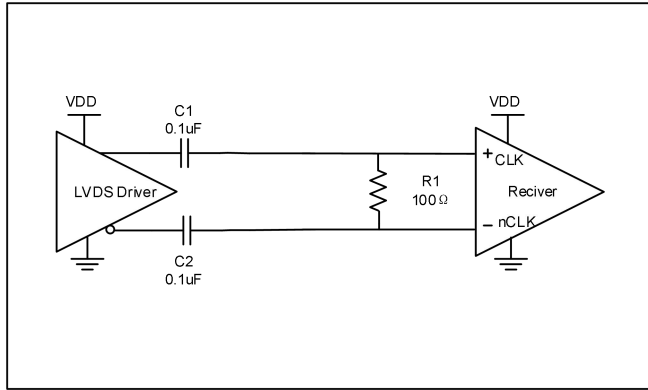 VDD
C1
0.1uF
LVDS Driver
C2
0.1uF
R1
100Ω
VDD
+ CLK
Reciver
− nCLK